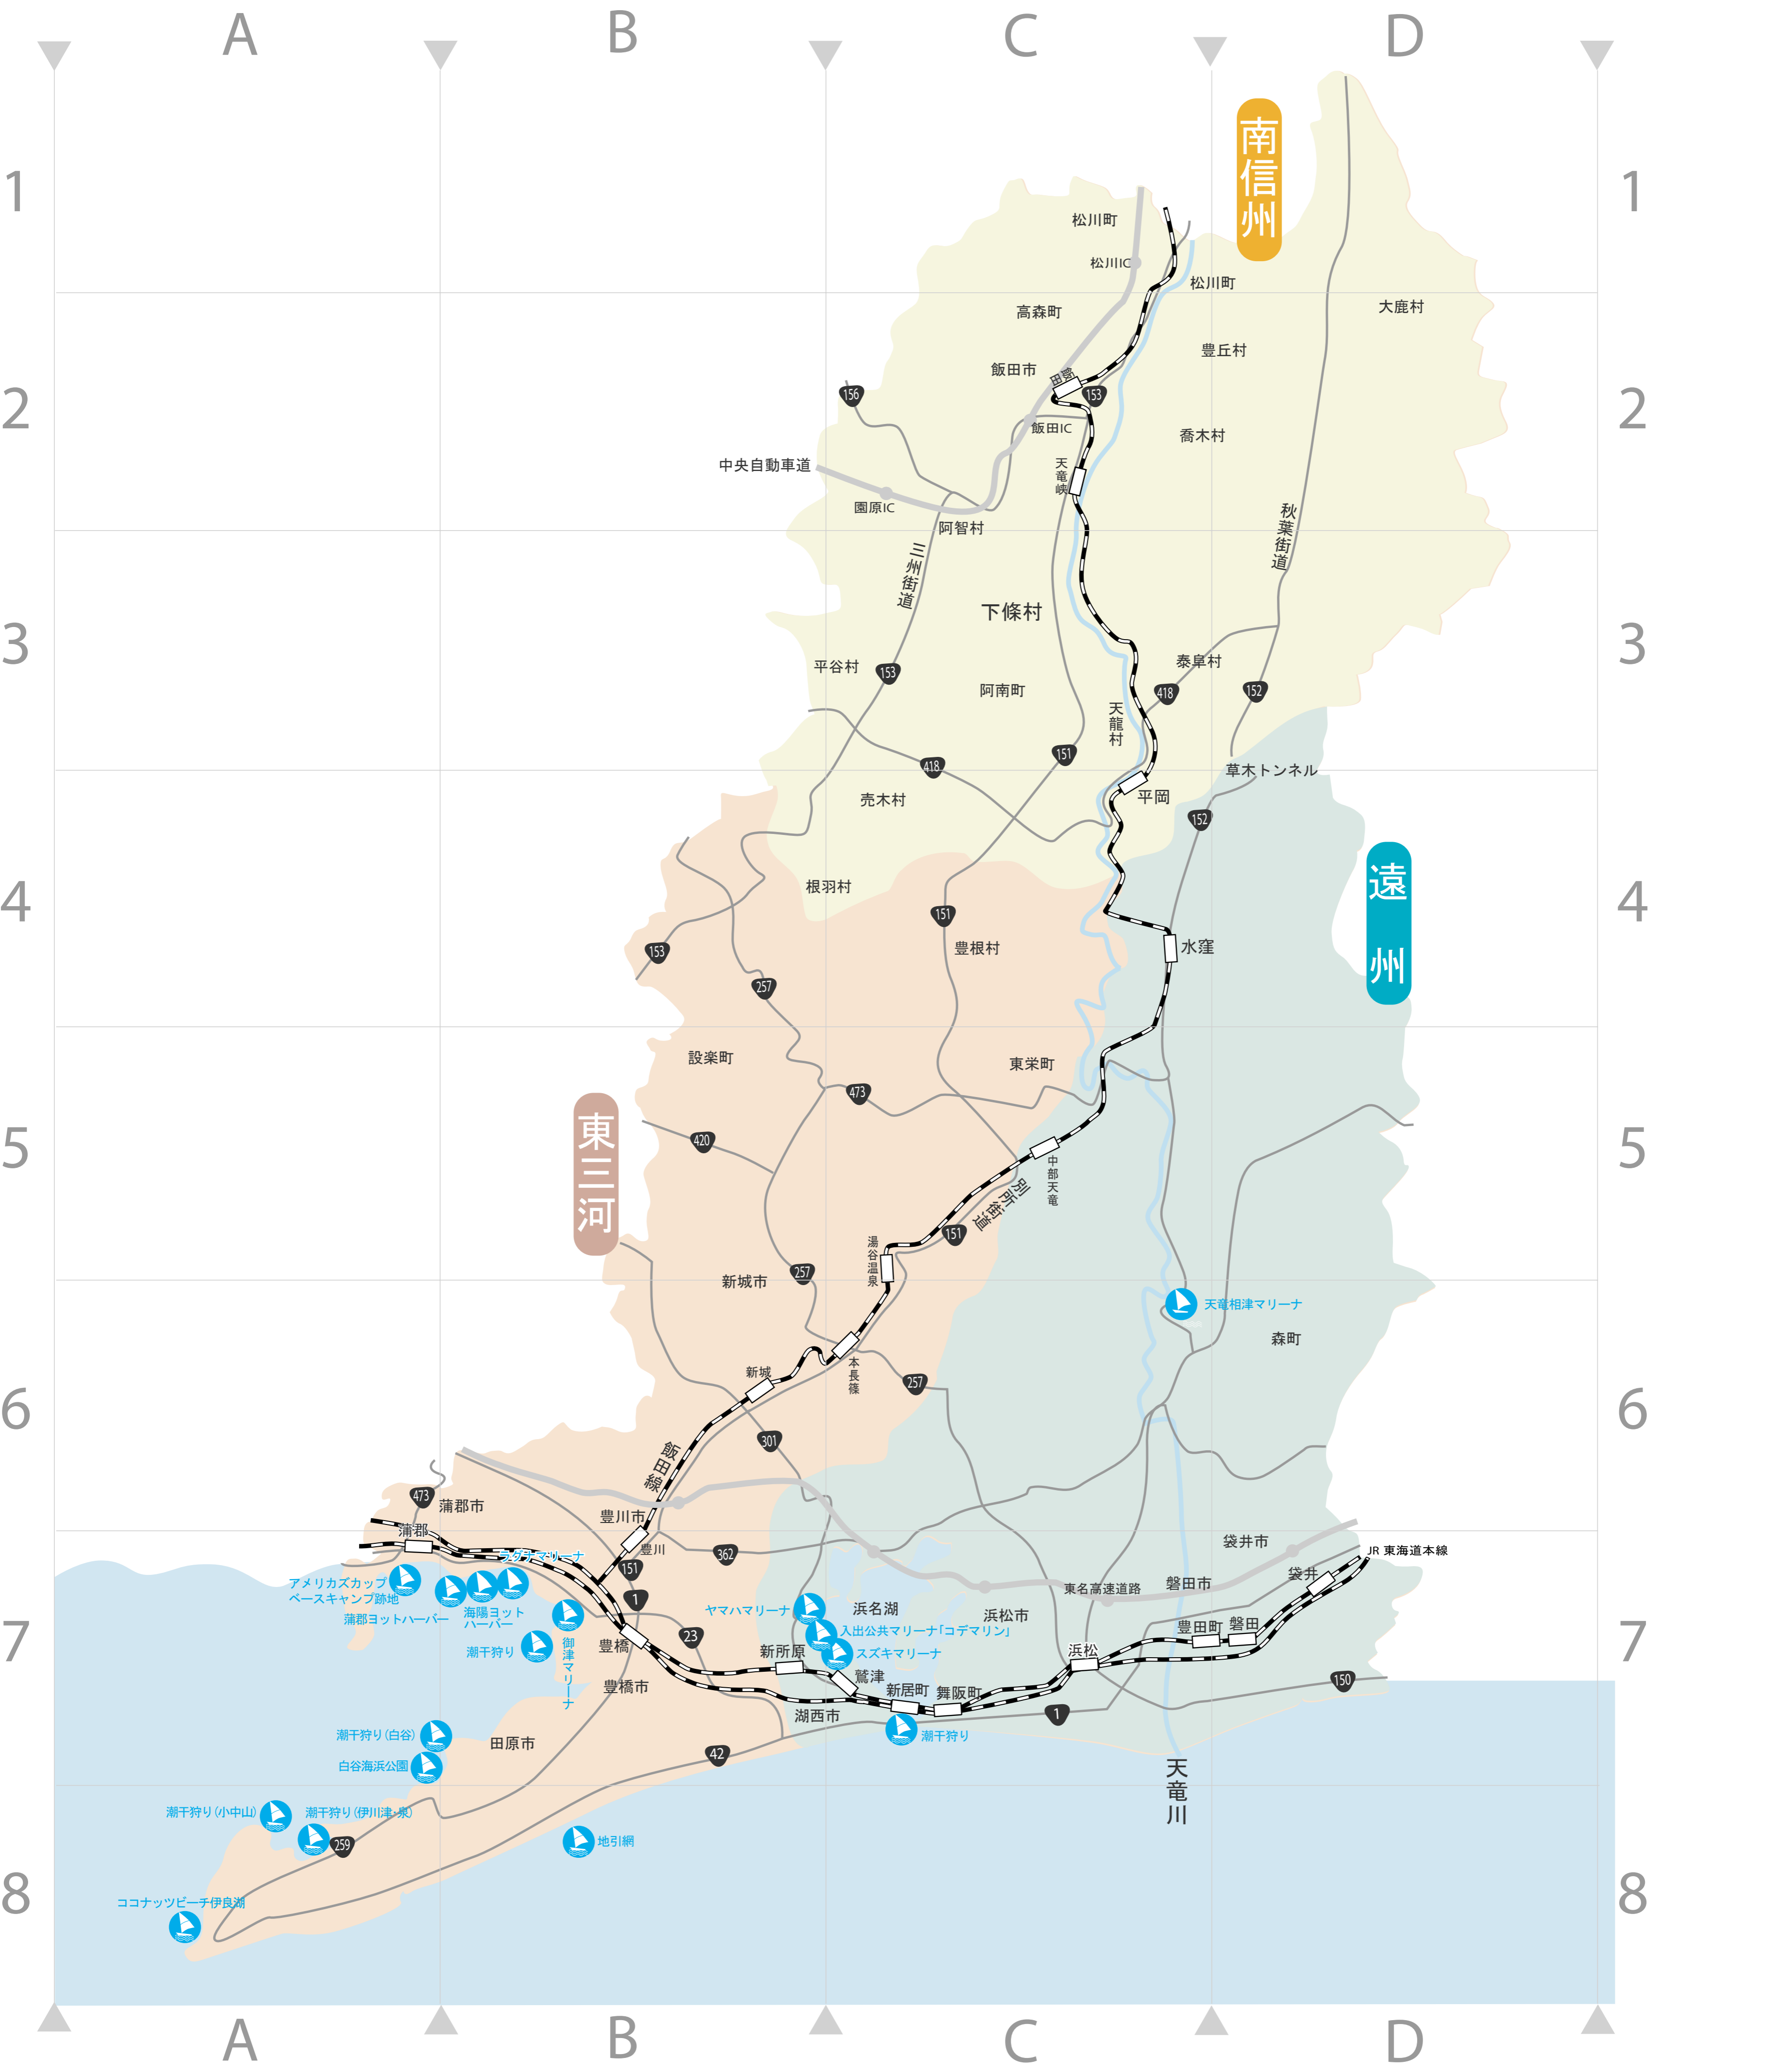 A
B
C
D
1
1
南信州
松川町
松川IC
松川町
高森町
大鹿村
豊丘村
飯田市
飯田
2
156
153
2
飯田IC
喬木村
中央自動車道
天竜峡
園原IC
阿智村
秋葉街道
三州街道
下條村
3
3
平谷村
153
泰阜村
阿南町
418
152
天龍村
151
418
草木トンネル
売木村
平岡
152
遠州
根羽村
4
151
4
153
豊根村
水窪
257
設楽町
東栄町
473
東三河
5
420
5
中部天竜
別所街道
151
湯谷温泉
新城市
257
天竜相津マリーナ
森町
新城
本長篠
257
6
6
301
飯田線
473
蒲郡市
豊川市
蒲郡
豊川
362
袋井市
JR 東海道本線
ラグナマリーナ
151
アメリカズカップ
ベースキャンプ跡地
袋井
東名高速道路
磐田市
1
蒲郡ヨットハーバー
海陽ヨット
ハーバー
ヤマハマリーナ
浜名湖
浜松市
7
7
潮干狩り
御津マリーナ
豊橋
23
入出公共マリーナ「コデマリン」
豊田町
磐田
新所原
スズキマリーナ
浜松
鷲津
豊橋市
新居町
舞阪町
150
湖西市
1
潮干狩り(白谷)
田原市
潮干狩り
42
白谷海浜公園
天竜川
潮干狩り(小中山)
潮干狩り(伊川津・泉)
259
地引網
8
8
ココナッツビーチ伊良湖
A
B
C
D